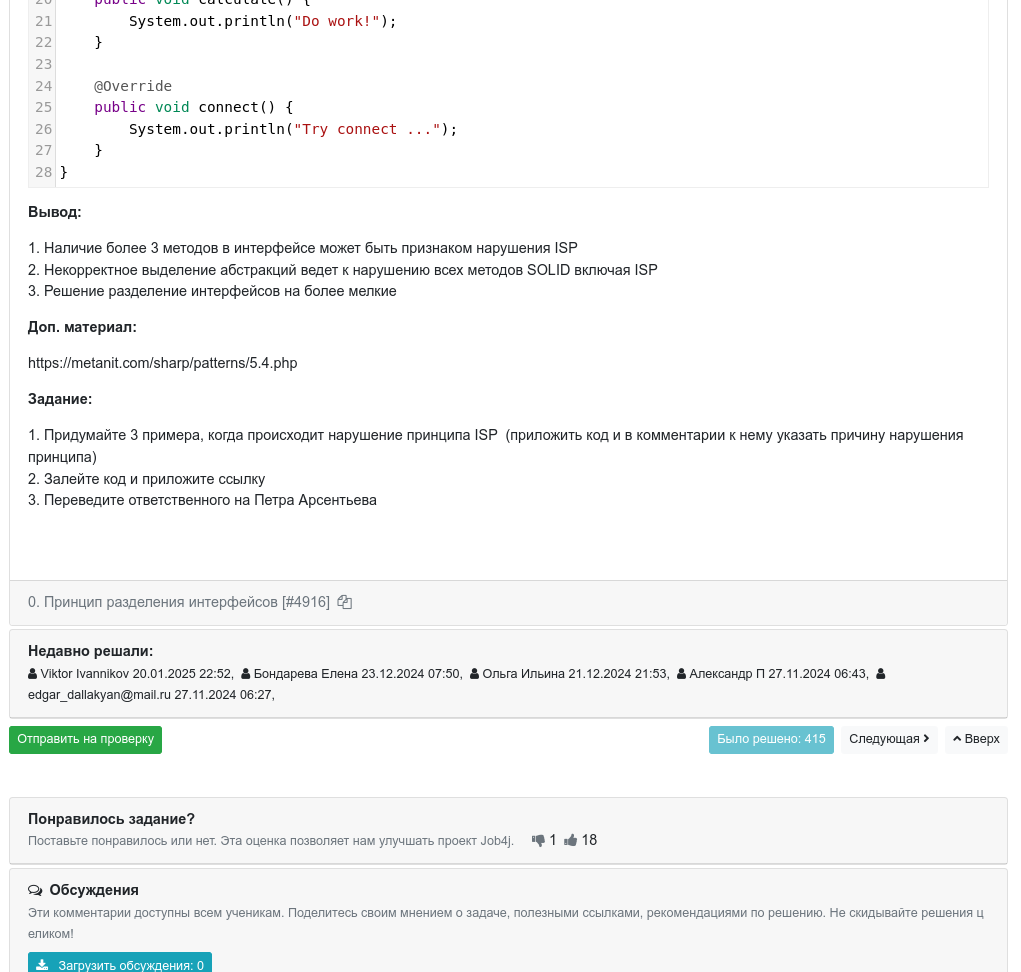 20 public void calculate() {
21 System.out.println("Do work!");
22 }
23
24 @Override
25 public void connect() {
26 System.out.println("Try connect ...");
27 }
28 }
Вывод:
1. Наличие более 3 методов в интерфейсе может быть признаком нарушения ISP
2. Некорректное выделение абстракций ведет к нарушению всех методов SOLID включая ISP
3. Решение разделение интерфейсов на более мелкие
Доп. материал:
https://metanit.com/sharp/patterns/5.4.php
Задание:
1. Придумайте 3 примера, когда происходит нарушение принципа ISP  (приложить код и в комментарии к нему указать причину нарушения
принципа)
2. Залейте код и приложите ссылку
3. Переведите ответственного на Петра Арсентьева
0. Принцип разделения интерфейсов [#4916]
Недавно решали:
Viktor Ivannikov 20.01.2025 22:52, Бондарева Елена 23.12.2024 07:50, Ольга Ильина 21.12.2024 21:53, Александр П 27.11.2024 06:43,
edgar_dallakyan@mail.ru 27.11.2024 06:27,
Отправить на проверку Было решено: 415 Следующая Вверх
Понравилось задание?
Поставьте понравилось или нет. Эта оценка позволяет нам улучшать проект Job4j. 1 18
Обсуждения
Эти комментарии доступны всем ученикам. Поделитесь своим мнением о задаче, полезными ссылками, рекомендациями по решению. Не скидывайте решения ц
еликом!
Загрузить обсуждения: 0